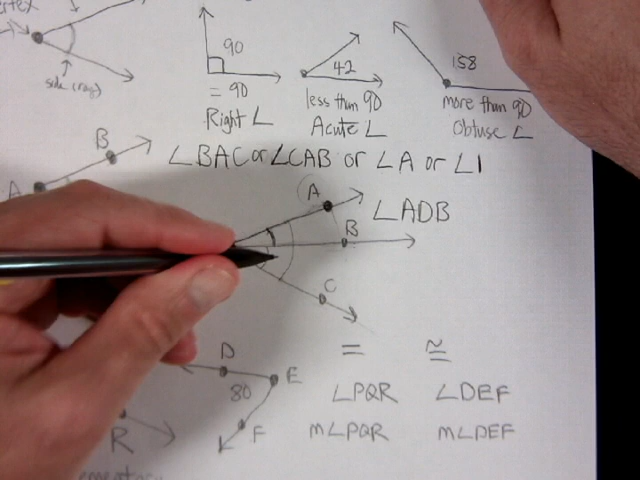 side (ray)
90
= 90
Right ∠
42
less than 90
Acute ∠
158
more than 90
Obtuse ∠
B
A
∠BAC or ∠CAB or ∠A or ∠1
A
∠ADB
B
C
D
E
80
F
R
= ≅
∠PQR ∠DEF
m∠PQR m∠DEF